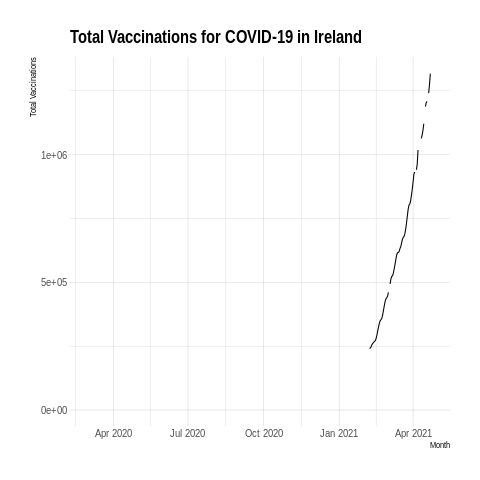 Total Vaccinations for COVID-19 in Ireland
Total Vaccinations
1e+06
5e+05
0e+00
Apr 2020 Jul 2020 Oct 2020 Jan 2021 Apr 2021
Month